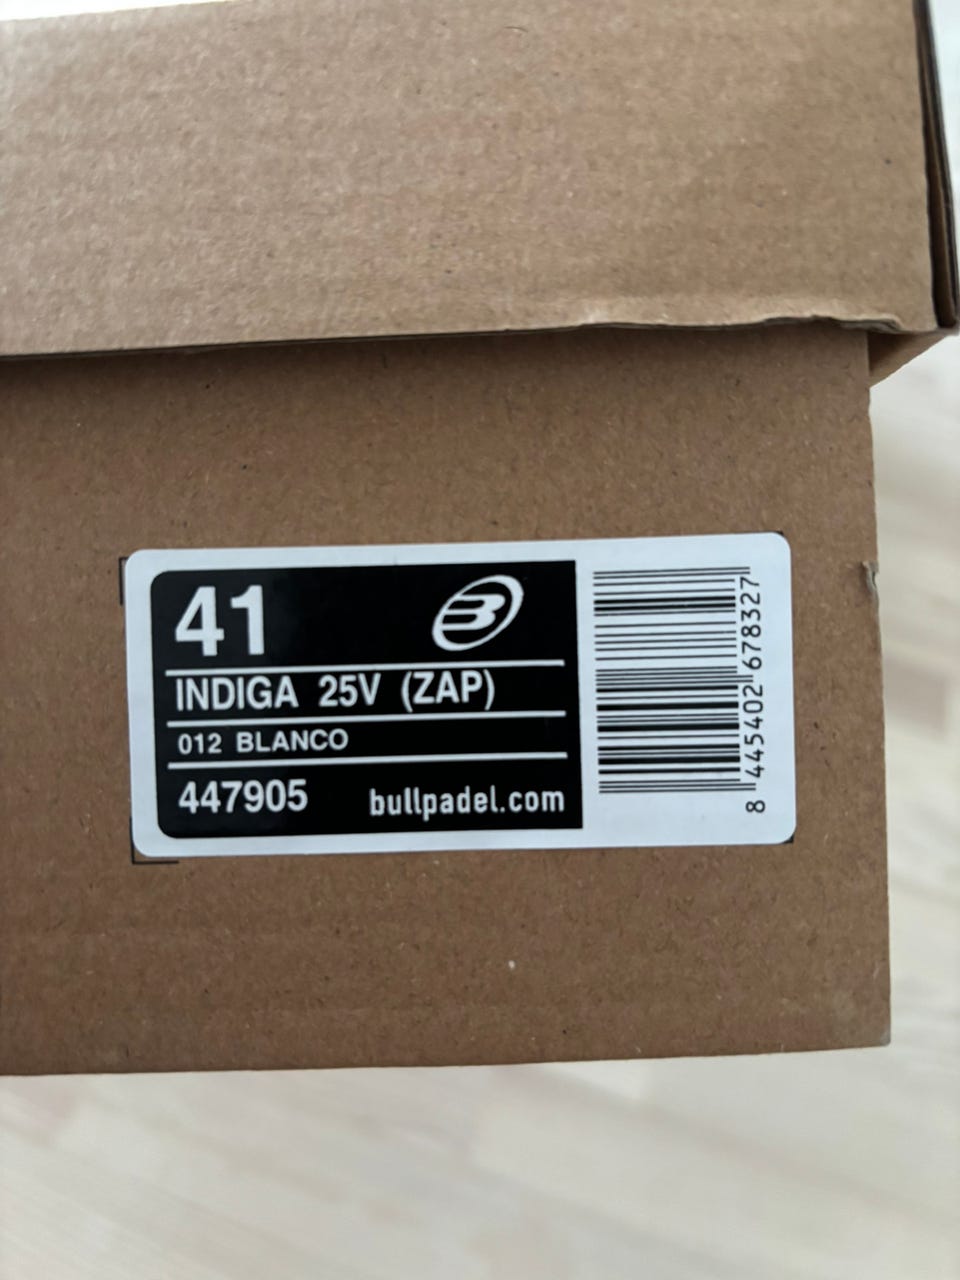 41
INDIGA 25V (ZAP)
012 BLANCO
447905 bullpadel.com
8 445402 678327